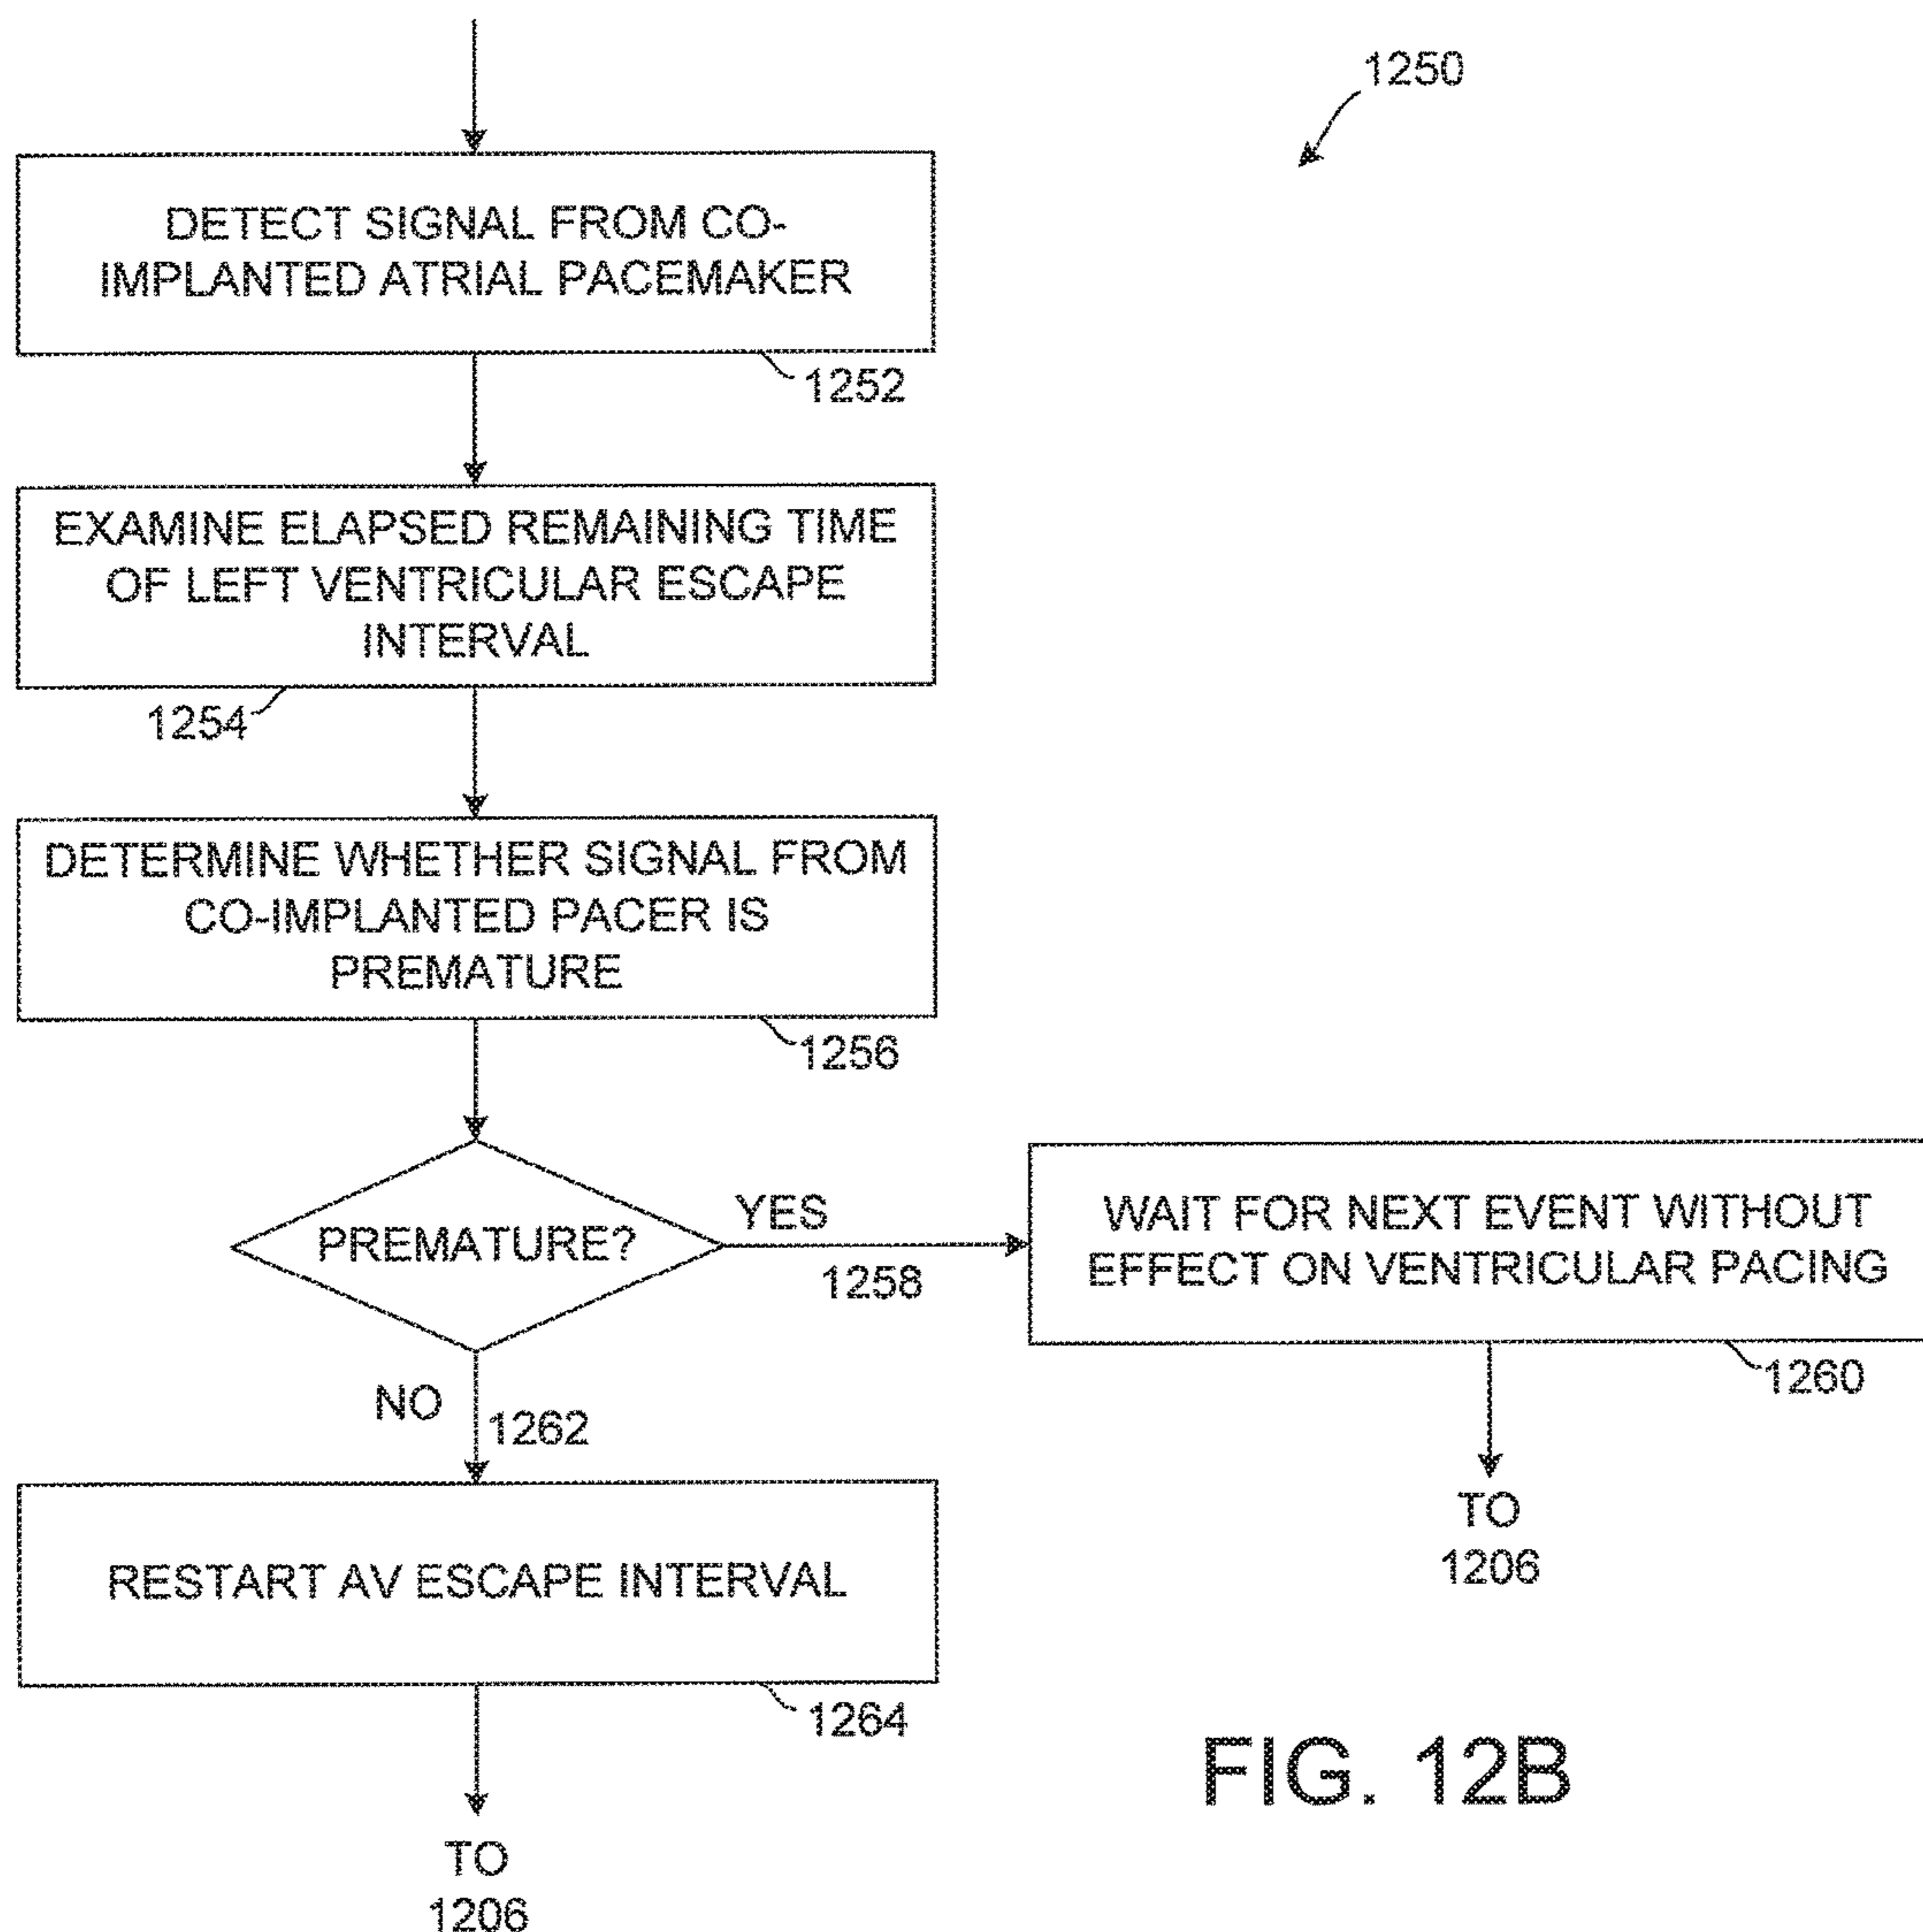 1250
DETECT SIGNAL FROM CO-
IMPLANTED ATRIAL PACEMAKER
1252
EXAMINE ELAPSED REMAINING TIME
OF LEFT VENTRICULAR ESCAPE
INTERVAL
1254
DETERMINE WHETHER SIGNAL FROM
CO-IMPLANTED PACER IS
PREMATURE
1256
PREMATURE?
YES
1258
WAIT FOR NEXT EVENT WITHOUT
EFFECT ON VENTRICULAR PACING
1260
TO
1206
NO
1262
RESTART AV ESCAPE INTERVAL
1264
TO
1206
FIG. 12B